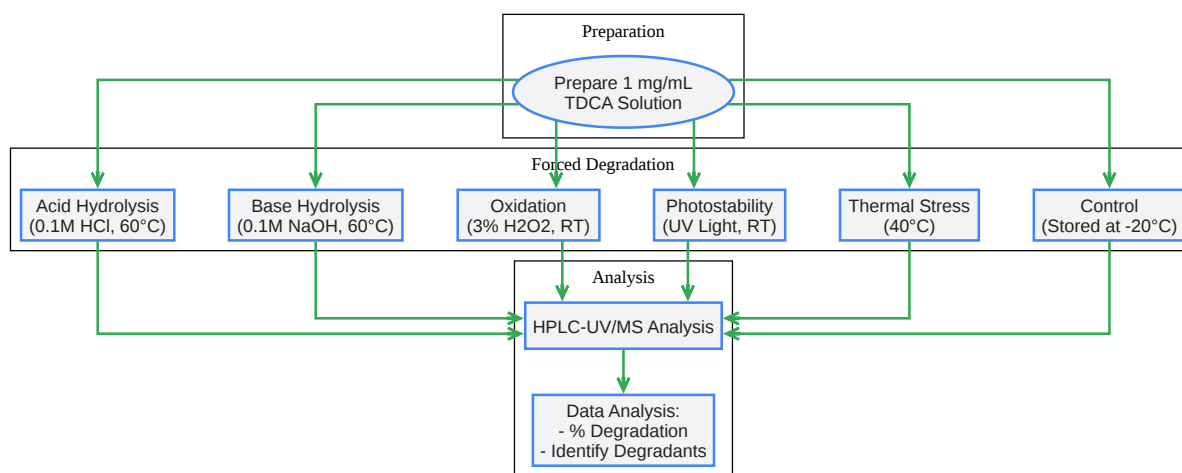 Preparation
Prepare 1 mg/mL
TDCA Solution
Forced Degradation
Acid Hydrolysis
(0.1M HCl, 60°C)
Base Hydrolysis
(0.1M NaOH, 60°C)
Oxidation
(3% H2O2, RT)
Photostability
(UV Light, RT)
Thermal Stress
(40°C)
Control
(Stored at -20°C)
Analysis
HPLC-UV/MS Analysis
Data Analysis:
- % Degradation
- Identify Degradants